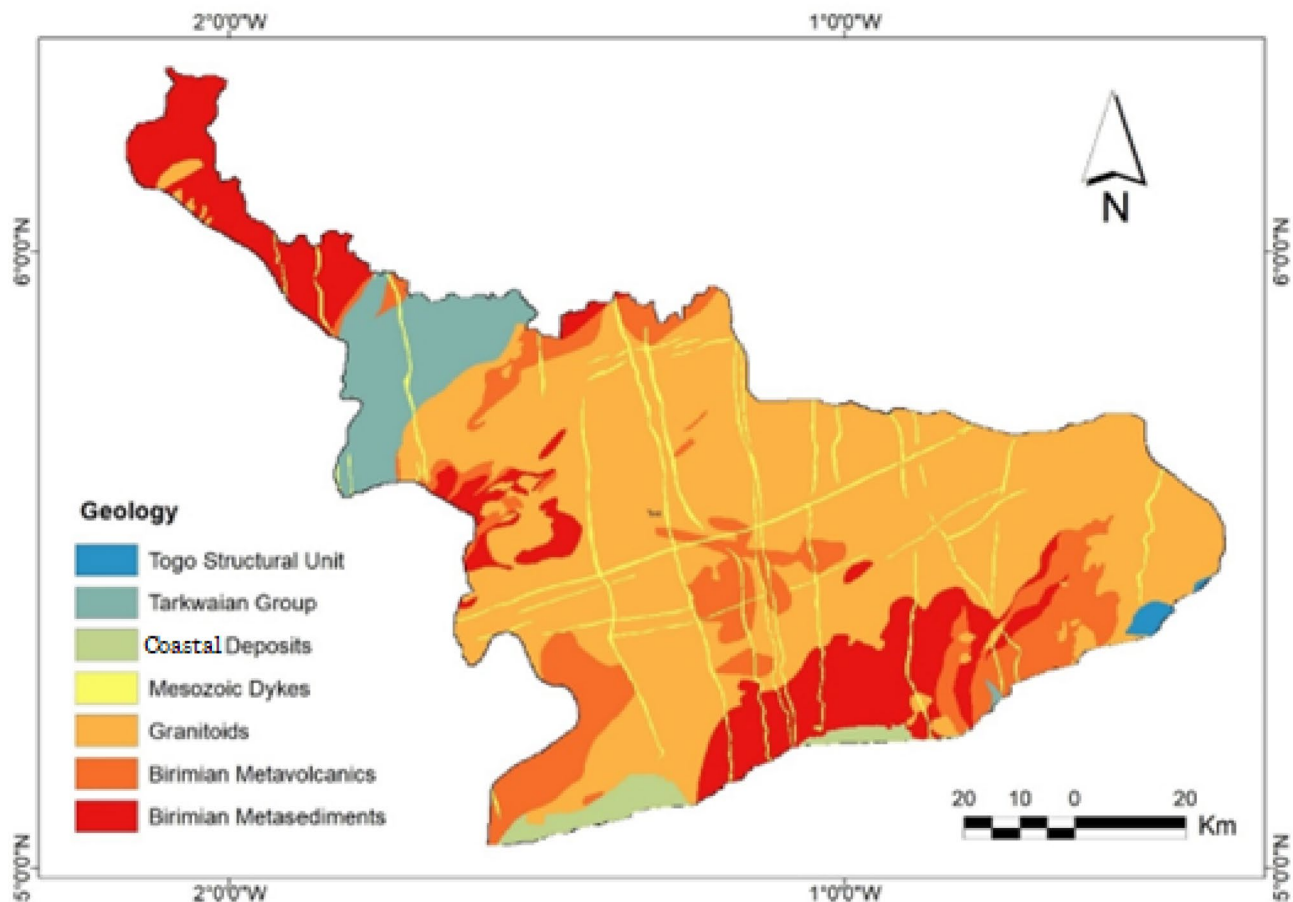 2°0'0"W 1°0'0"W
6°0'0"N 6°0'0"N
N
Geology
Togo Structural Unit
Tarkwaian Group
Coastal Deposits
Mesozoic Dykes
Granitoids
Birimian Metavolcanics
Birimian Metasediments
20 10 0 20
Km
5°0'0"N 5°0'0"N
2°0'0"W 1°0'0"W